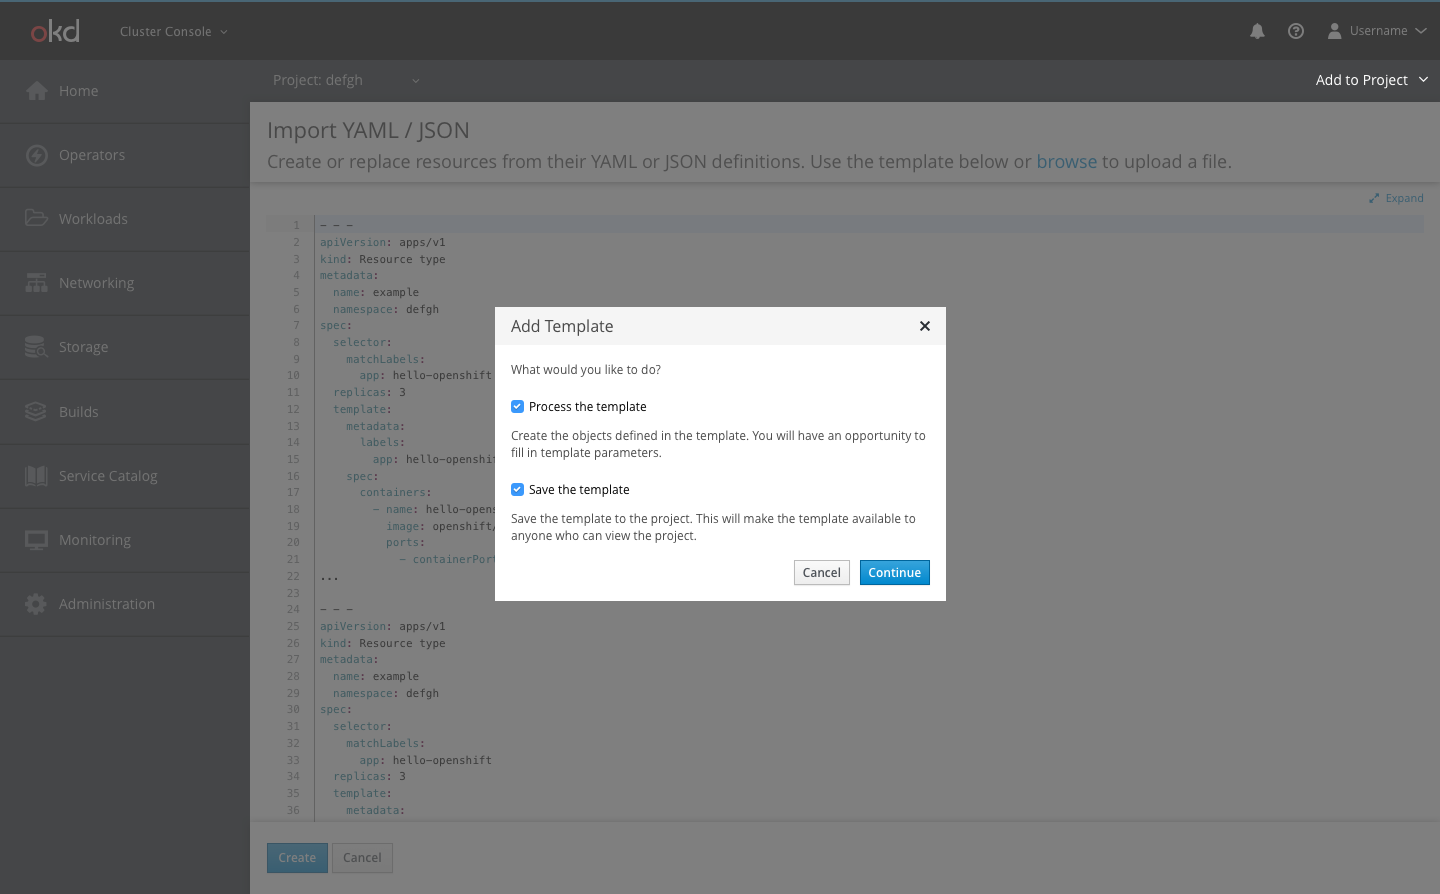 okd
Cluster Console
Username
Project: defgh
Add to Project
Home
Operators
Workloads
Networking
Storage
Builds
Service Catalog
Monitoring
Administration
Import YAML / JSON
Create or replace resources from their YAML or JSON definitions. Use the template below or browse to upload a file.
Expand
1 - - -
2 apiVersion: apps/v1
3 kind: Resource type
4 metadata:
5 name: example
6 namespace: defgh
7 spec:
8 selector:
9 matchLabels:
10 app: hello-openshift
11 replicas: 3
12 template:
13 metadata:
14 labels:
15 app: hello-openshi
16 spec:
17 containers:
18 - name: hello-opens
19 image: openshift/
20 ports:
21 - containerPort
22 ...
23
24 - - -
25 apiVersion: apps/v1
26 kind: Resource type
27 metadata:
28 name: example
29 namespace: defgh
30 spec:
31 selector:
32 matchLabels:
33 app: hello-openshift
34 replicas: 3
35 template:
36 metadata:
Add Template
What would you like to do?
Process the template
Create the objects defined in the template. You will have an opportunity to
fill in template parameters.
Save the template
Save the template to the project. This will make the template available to
anyone who can view the project.
Cancel
Continue
Create
Cancel